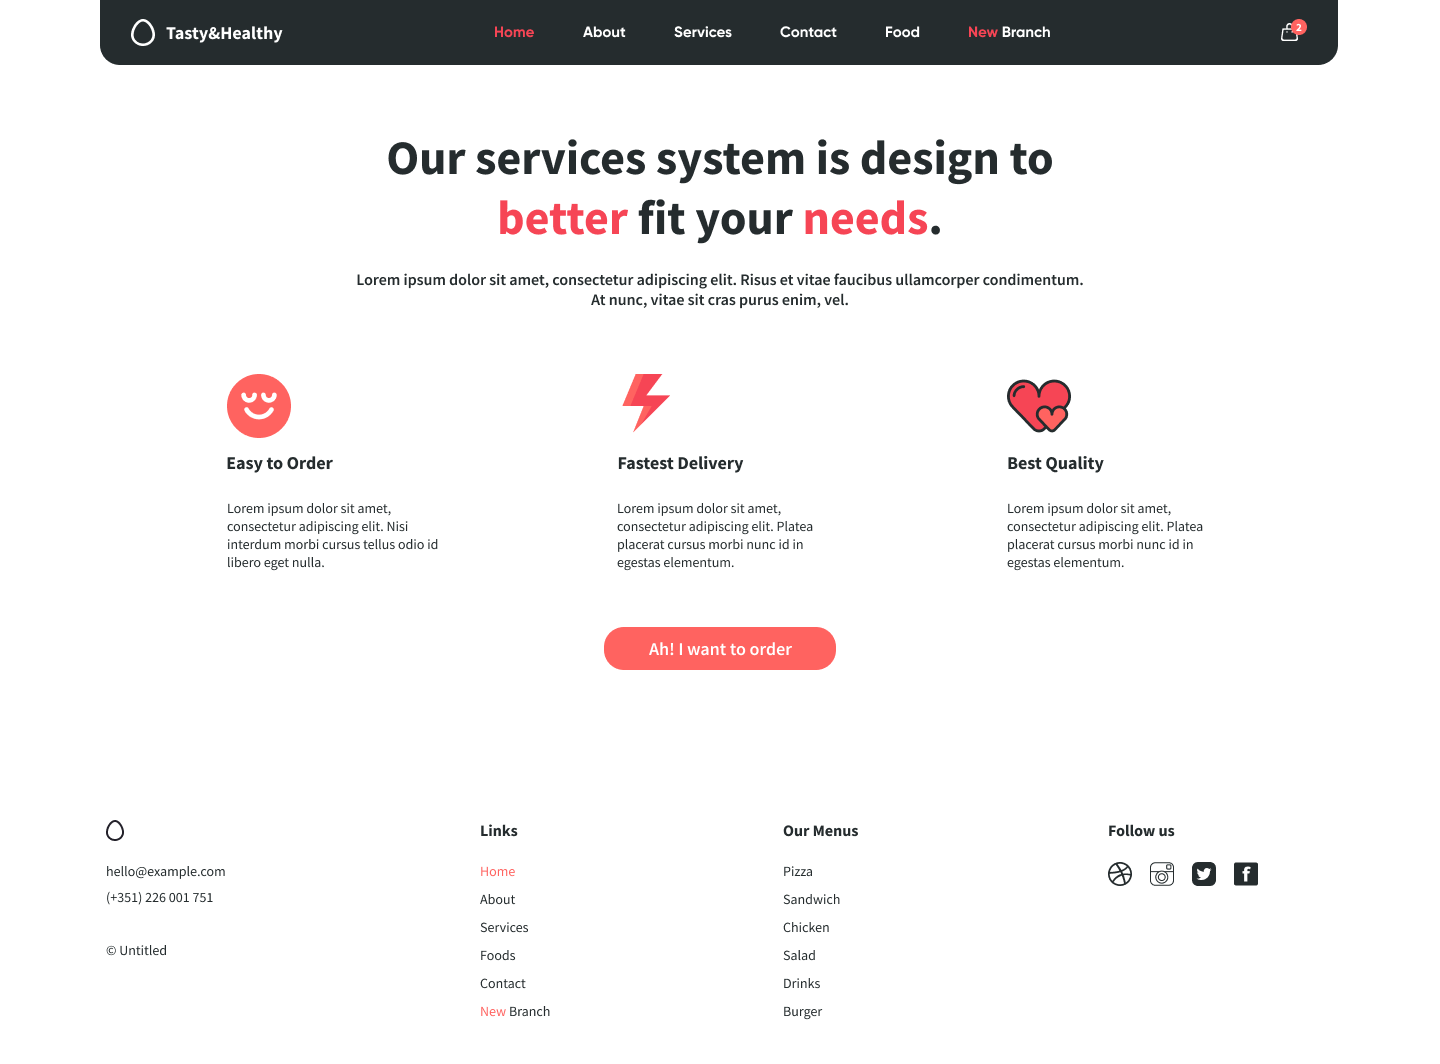 Tasty&Healthy
Home About Services Contact Food New Branch
2
Our services system is design to
better fit your needs.
Lorem ipsum dolor sit amet, consectetur adipiscing elit. Risus et vitae faucibus ullamcorper condimentum.
At nunc, vitae sit cras purus enim, vel.
Easy to Order
Lorem ipsum dolor sit amet,
consectetur adipiscing elit. Nisi
interdum morbi cursus tellus odio id
libero eget nulla.
Fastest Delivery
Lorem ipsum dolor sit amet,
consectetur adipiscing elit. Platea
placerat cursus morbi nunc id in
egestas elementum.
Best Quality
Lorem ipsum dolor sit amet,
consectetur adipiscing elit. Platea
placerat cursus morbi nunc id in
egestas elementum.
Ah! I want to order
hello@example.com
(+351) 226 001 751
© Untitled
Links
Home
About
Services
Foods
Contact
New Branch
Our Menus
Pizza
Sandwich
Chicken
Salad
Drinks
Burger
Follow us